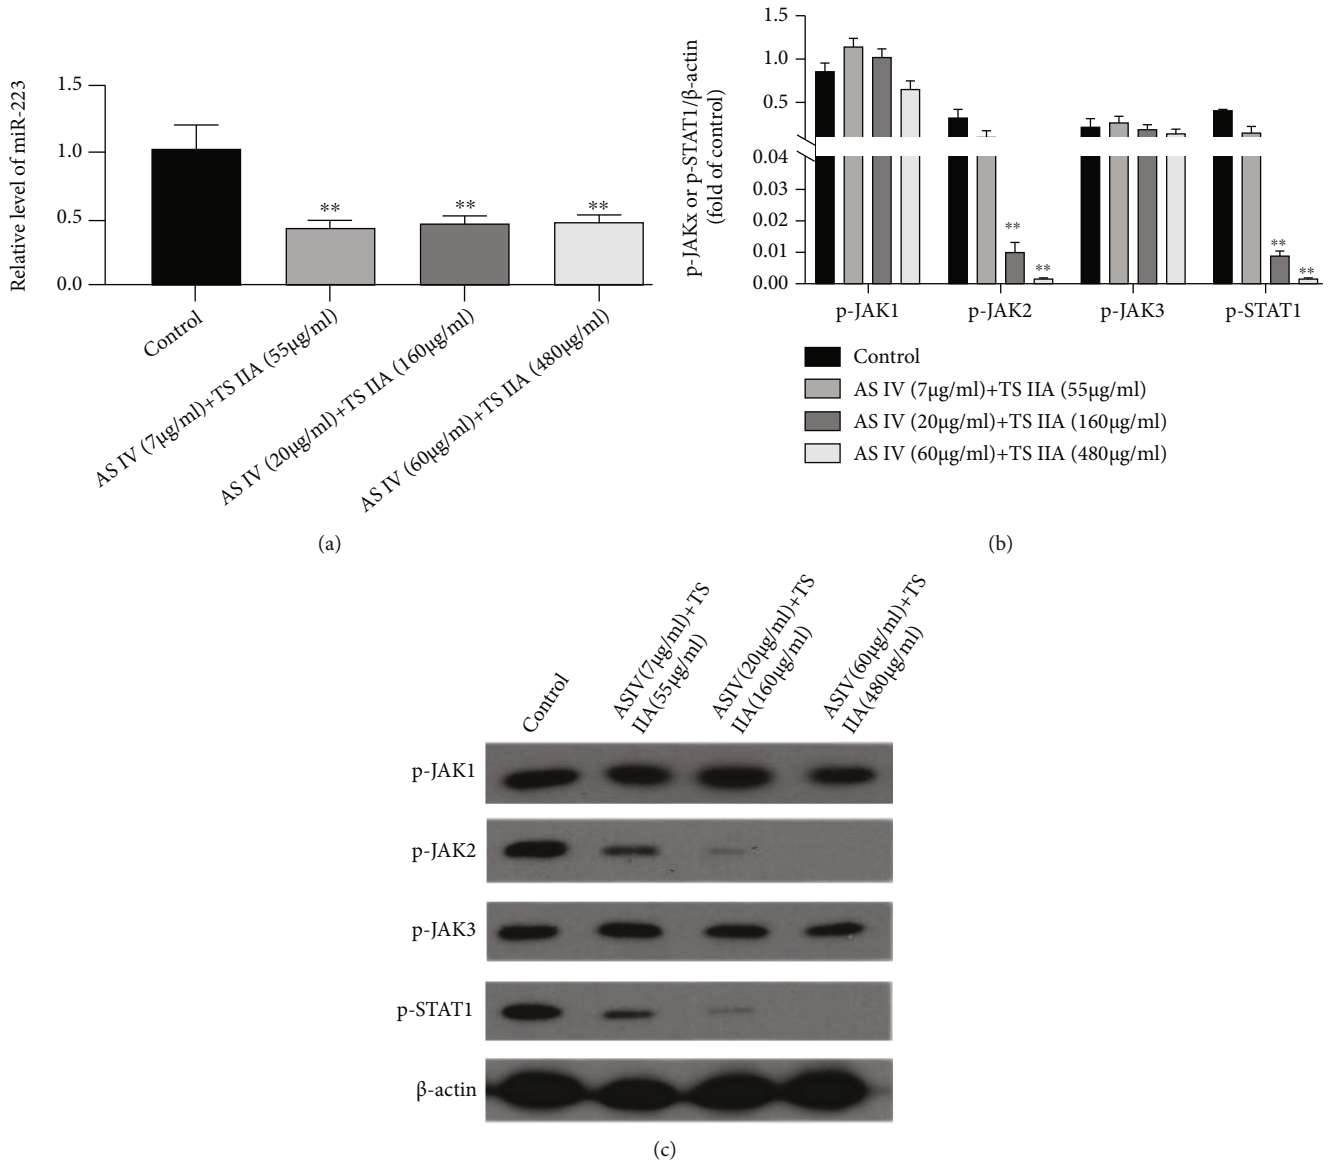 Relative level of miR-223
1.5
1.0
0.5
0.0
**
**
**
Control
AS IV (7μg/ml)+TS IIA (55μg/ml)
AS IV (20μg/ml)+TS IIA (160μg/ml)
AS IV (60μg/ml)+TS IIA (480μg/ml)
(a)
p-JAKx or p-STAT1/β-actin
(fold of control)
1.5
1.0
0.5
0.04
0.03
0.02
0.01
0.00
**
**
**
**
p-JAK1
p-JAK2
p-JAK3
p-STAT1
Control
AS IV (7μg/ml)+TS IIA (55μg/ml)
AS IV (20μg/ml)+TS IIA (160μg/ml)
AS IV (60μg/ml)+TS IIA (480μg/ml)
(b)
Control
ASIV(7μg/ml)+TS
IIA(55μg/ml)
ASIV(20μg/ml)+TS
IIA(160μg/ml)
ASIV(60μg/ml)+TS
IIA(480μg/ml)
p-JAK1
p-JAK2
p-JAK3
p-STAT1
β-actin
(c)